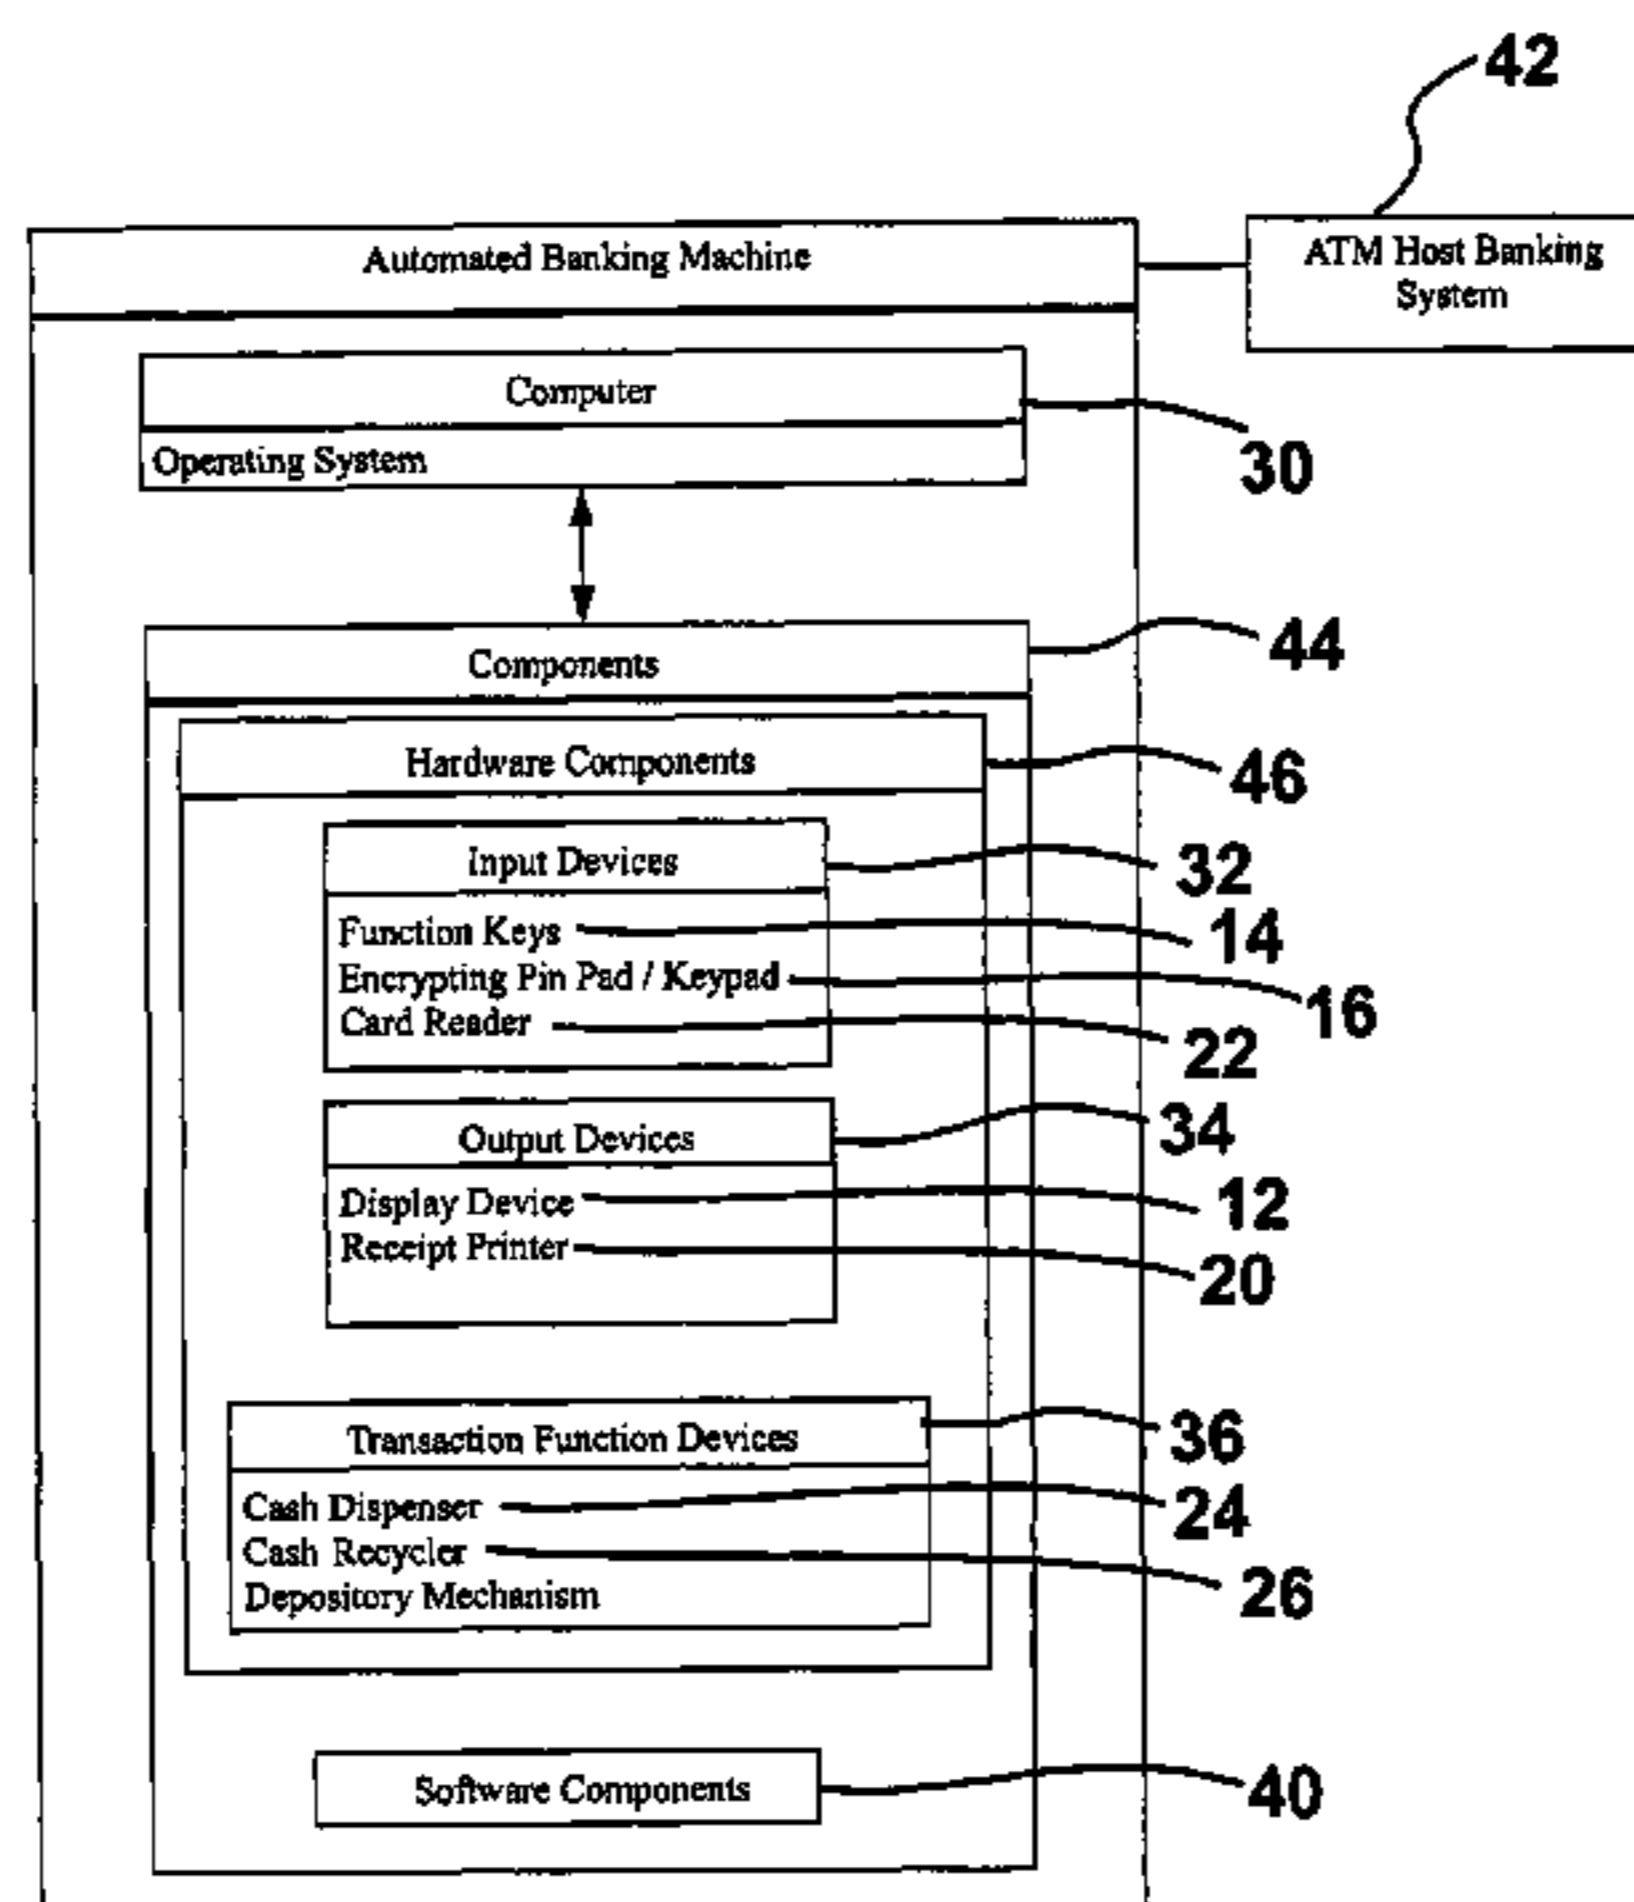 42
Automated Banking Machine
ATM Host Banking
System
Computer
30
Operating System
Components
44
Hardware Components
46
Input Devices
32
Function Keys
14
Encrypting Pin Pad / Keypad
16
Card Reader
22
Output Devices
34
Display Device
12
Receipt Printer
20
Transaction Function Devices
36
Cash Dispenser
24
Cash Recycler
26
Depository Mechanism
Software Components
40